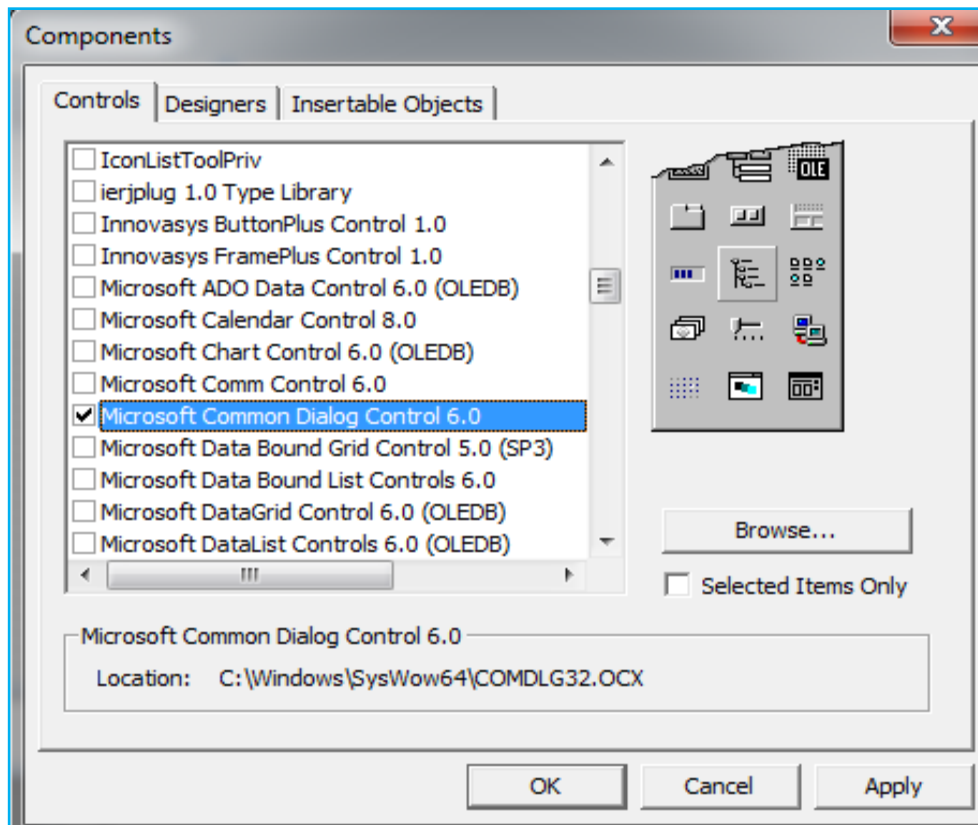 Components
Controls
Designers
Insertable Objects
IconListToolPriv
ierjplug 1.0 Type Library
Innovasys ButtonPlus Control 1.0
Innovasys FramePlus Control 1.0
Microsoft ADO Data Control 6.0 (OLEDB)
Microsoft Calendar Control 8.0
Microsoft Chart Control 6.0 (OLEDB)
Microsoft Comm Control 6.0
Microsoft Common Dialog Control 6.0
Microsoft Data Bound Grid Control 5.0 (SP3)
Microsoft Data Bound List Controls 6.0
Microsoft DataGrid Control 6.0 (OLEDB)
Microsoft DataList Controls 6.0 (OLEDB)
OLE
Browse...
Selected Items Only
Microsoft Common Dialog Control 6.0
Location: C:\Windows\SysWow64\COMDLG32.OCX
OK
Cancel
Apply